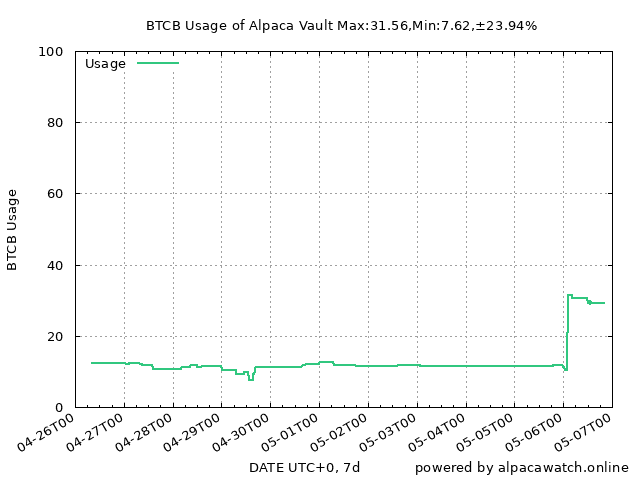 BTCB Usage of Alpaca Vault Max:31.56,Min:7.62,±23.94%
Usage
100
80
60
40
20
0
BTCB Usage
04-26T00
04-27T00
04-28T00
04-29T00
04-30T00
05-01T00
05-02T00
05-03T00
05-04T00
05-05T00
05-06T00
05-07T00
DATE UTC+0, 7d
powered by alpacawatch.online